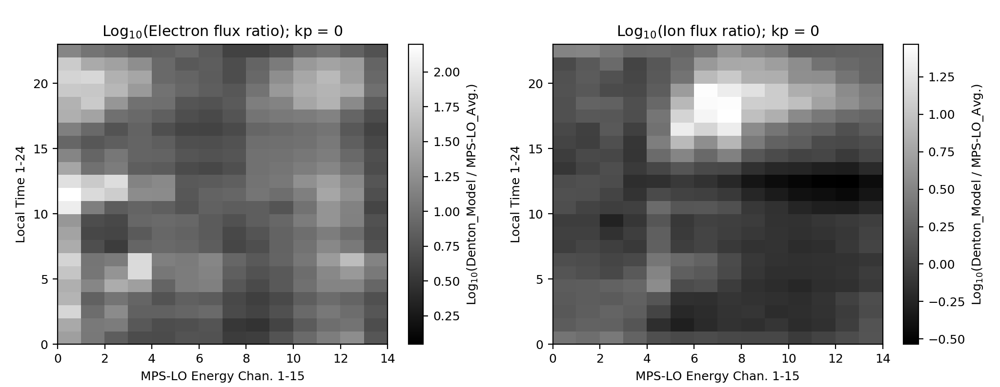 Log₁₀(Electron flux ratio); kp = 0
Local Time 1-24
20
15
10
5
0
0 2 4 6 8 10 12 14
MPS-LO Energy Chan. 1-15
2.00
1.75
1.50
1.25
1.00
0.75
0.50
0.25
Log₁₀(Denton_Model / MPS-LO_Avg.)
Log₁₀(Ion flux ratio); kp = 0
Local Time 1-24
20
15
10
5
0
0 2 4 6 8 10 12 14
MPS-LO Energy Chan. 1-15
1.25
1.00
0.75
0.50
0.25
0.00
−0.25
−0.50
Log₁₀(Denton_Model / MPS-LO_Avg.)